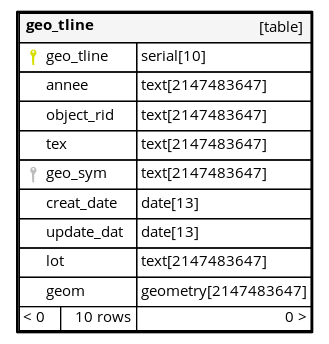 geo_tline [table]
geo_tline serial[10]
annee text[2147483647]
object_rid text[2147483647]
tex text[2147483647]
geo_sym text[2147483647]
creat_date date[13]
update_dat date[13]
lot text[2147483647]
geom geometry[2147483647]
< 0 10 rows 0 >